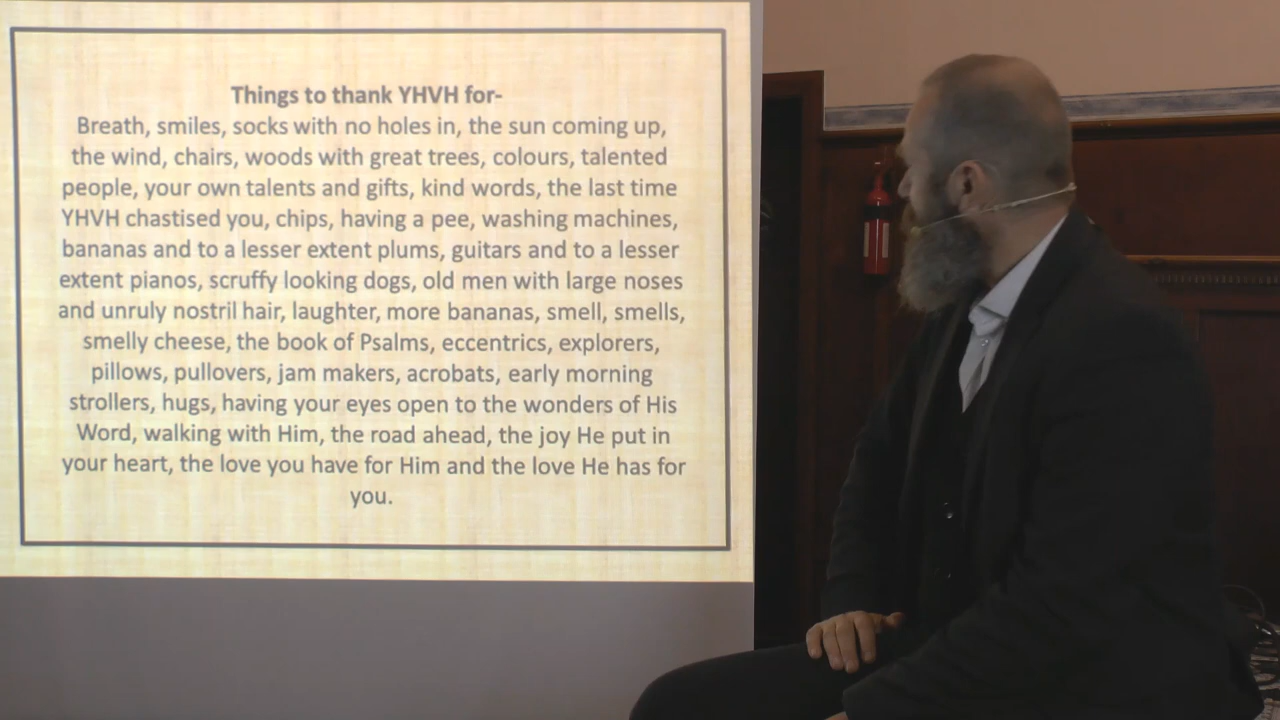 Things to thank YHVH for-
Breath, smiles, socks with no holes in, the sun coming up,
the wind, chairs, woods with great trees, colours, talented
people, your own talents and gifts, kind words, the last time
YHVH chastised you, chips, having a pee, washing machines,
bananas and to a lesser extent plums, guitars and to a lesser
extent pianos, scruffy looking dogs, old men with large noses
and unruly nostril hair, laughter, more bananas, smell, smells,
smelly cheese, the book of Psalms, eccentrics, explorers,
pillows, pullovers, jam makers, acrobats, early morning
strollers, hugs, having your eyes open to the wonders of His
Word, walking with Him, the road ahead, the joy He put in
your heart, the love you have for Him and the love He has for
you.